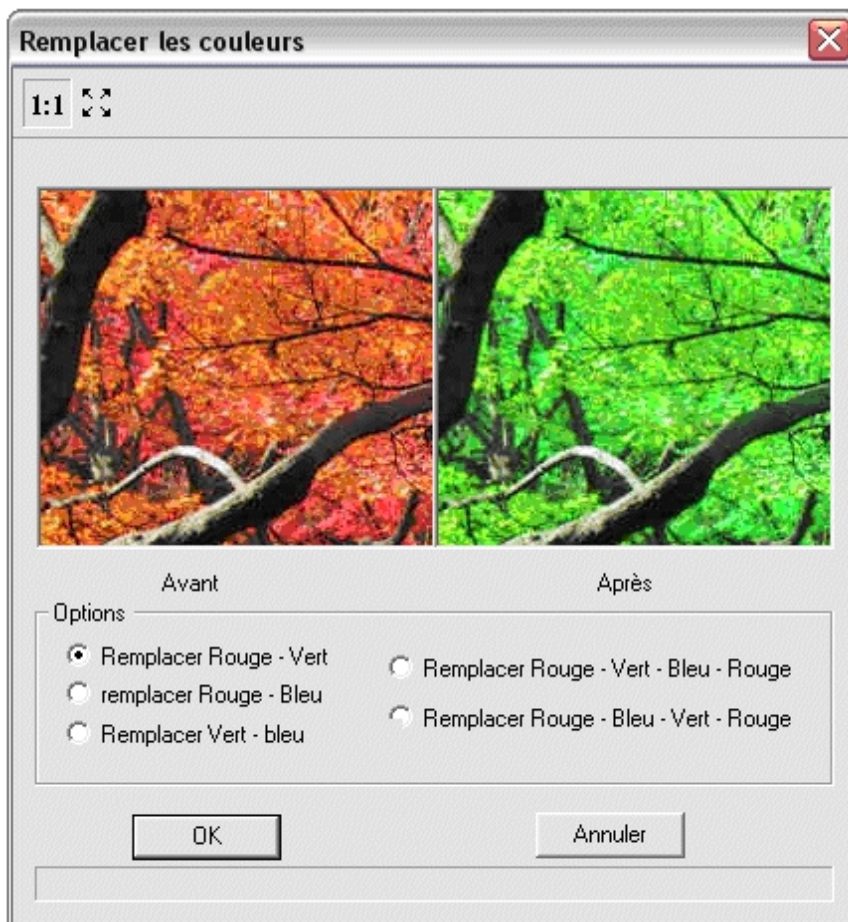 Remplacer les couleurs
1:1
Avant
Après
Options
Remplacer Rouge - Vert
remplacer Rouge - Bleu
Remplacer Vert - bleu
Remplacer Rouge - Vert - Bleu - Rouge
Remplacer Rouge - Bleu - Vert - Rouge
OK
Annuler